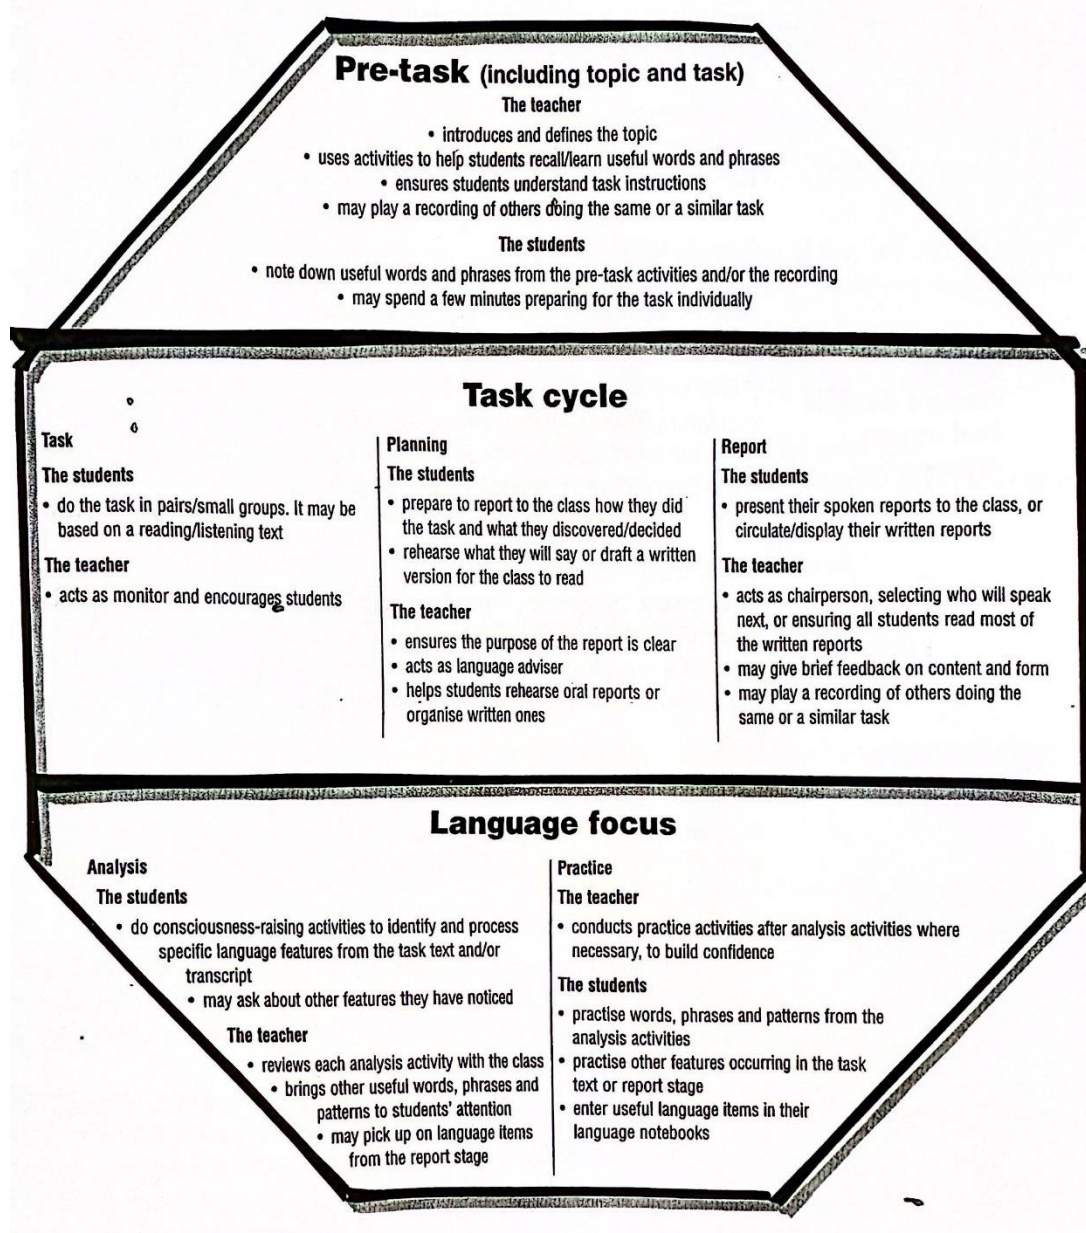 Pre-task (including topic and task)
The teacher
• introduces and defines the topic
• uses activities to help students recall/learn useful words and phrases
• ensures students understand task instructions
• may play a recording of others doing the same or a similar task
The students
• note down useful words and phrases from the pre-task activities and/or the recording
• may spend a few minutes preparing for the task individually
Task cycle
Task
The students
• do the task in pairs/small groups. It may be
based on a reading/listening text
The teacher
• acts as monitor and encourages students
Planning
The students
• prepare to report to the class how they did
the task and what they discovered/decided
• rehearse what they will say or draft a written
version for the class to read
The teacher
• ensures the purpose of the report is clear
• acts as language adviser
• helps students rehearse oral reports or
organise written ones
Report
The students
• present their spoken reports to the class, or
circulate/display their written reports
The teacher
• acts as chairperson, selecting who will speak
next, or ensuring all students read most of
the written reports
• may give brief feedback on content and form
• may play a recording of others doing the
same or a similar task
Language focus
Analysis
The students
• do consciousness-raising activities to identify and process
specific language features from the task text and/or
transcript
• may ask about other features they have noticed
The teacher
• reviews each analysis activity with the class
• brings other useful words, phrases and
patterns to students' attention
• may pick up on language items
from the report stage
Practice
The teacher
• conducts practice activities after analysis activities where
necessary, to build confidence
The students
• practise words, phrases and patterns from the
analysis activities
• practise other features occurring in the task
text or report stage
• enter useful language items in their
language notebooks